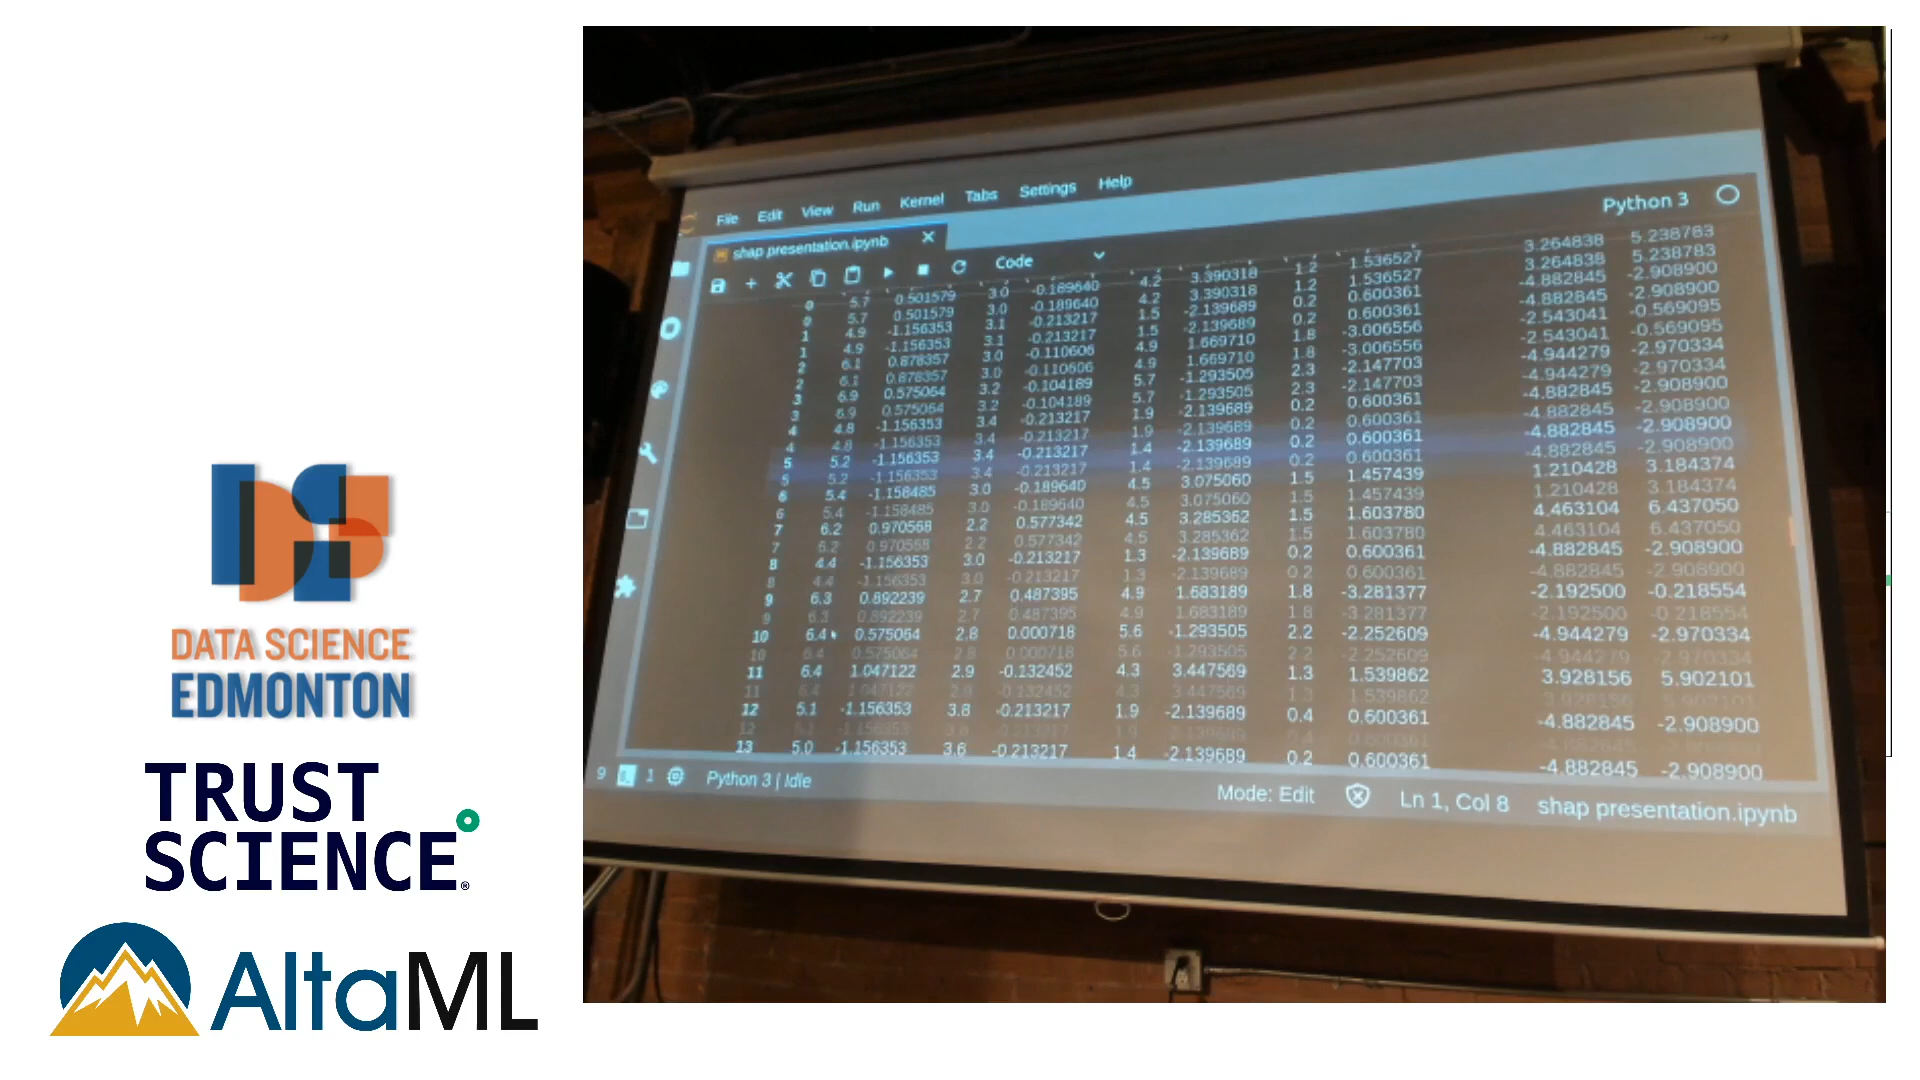 File Edit View Run Kernel Tabs Settings Help
shap presentation.ipynb
Python 3
Code
3.264838 5.238783
0 5.7 0.501579 3.0 -0.189640 4.2 3.390318 1.2 1.536527 3.264838 5.238783
1 4.9 -1.156353 3.1 -0.213217 1.5 -2.139689 0.2 0.600361 -4.882845 -2.908900
2 6.1 0.878357 3.0 -0.110606 4.9 1.669710 1.8 -3.006556 -2.543041 -0.569095
3 6.9 0.575064 3.2 -0.104189 5.7 -1.293505 2.3 -2.147703 -4.944279 -2.970334
4 4.8 -1.156353 3.4 -0.213217 1.9 -2.139689 0.2 0.600361 -4.882845 -2.908900
5 5.2 -1.156353 3.4 -0.213217 1.4 -2.139689 0.2 0.600361 -4.882845 -2.908900
6 5.4 -1.158485 3.0 -0.189640 4.5 3.075060 1.5 1.457439 1.210428 3.184374
7 6.2 0.970568 2.2 0.577342 4.5 3.285362 1.5 1.603780 4.463104 6.437050
8 4.4 -1.156353 3.0 -0.213217 1.3 -2.139689 0.2 0.600361 -4.882845 -2.908900
9 6.3 0.892239 2.7 0.487395 4.9 1.683189 1.8 -3.281377 -2.192500 -0.218554
10 6.4 0.575064 2.8 0.000718 5.6 -1.293505 2.2 -2.252609 -4.944279 -2.970334
11 6.4 1.047122 2.9 -0.132452 4.3 3.447569 1.3 1.539862 3.928156 5.902101
12 5.1 -1.156353 3.8 -0.213217 1.9 -2.139689 0.4 0.600361 -4.882845 -2.908900
13 5.0 -1.156353 3.6 -0.213217 1.4 -2.139689 0.2 0.600361 -4.882845 -2.908900
9 1 Python 3 | Idle Mode: Edit Ln 1, Col 8 shap presentation.ipynb
DATA SCIENCE
EDMONTON
TRUST
SCIENCE®
AltaML